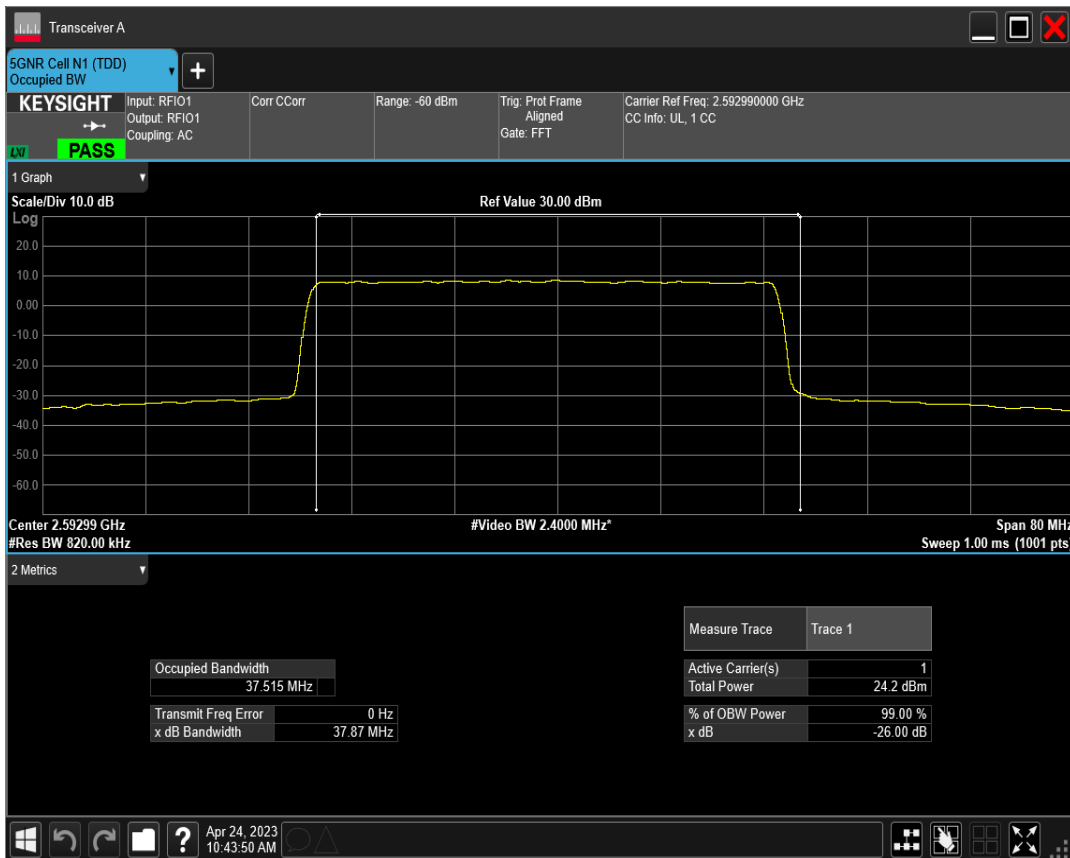 Transceiver A
5GNR Cell N1 (TDD)
Occupied BW
KEYSIGHT
LXI
PASS
Input: RFIO1
Output: RFIO1
Coupling: AC
Corr CCorr
Range: -60 dBm
Trig: Prot Frame
Aligned
Gate: FFT
Carrier Ref Freq: 2.592990000 GHz
CC Info: UL, 1 CC
1 Graph
Scale/Div 10.0 dB
Ref Value 30.00 dBm
Log
20.0
10.0
0.00
-10.0
-20.0
-30.0
-40.0
-50.0
-60.0
Center 2.59299 GHz
#Video BW 2.4000 MHz*
Span 80 MHz
#Res BW 820.00 kHz
Sweep 1.00 ms (1001 pts)
2 Metrics
Measure Trace Trace 1
Occupied Bandwidth
37.515 MHz
Active Carrier(s) 1
Total Power 24.2 dBm
Transmit Freq Error 0 Hz
x dB Bandwidth 37.87 MHz
% of OBW Power 99.00 %
x dB -26.00 dB
?
Apr 24, 2023
10:43:50 AM